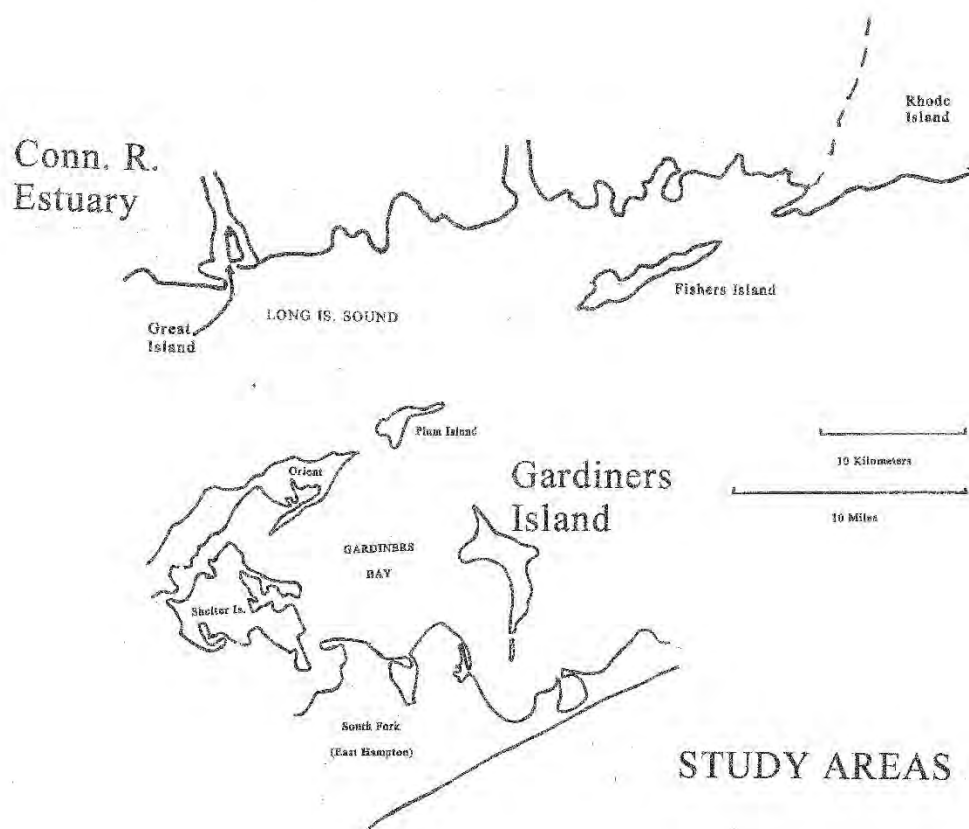 Rhode
Island
Conn. R.
Estuary
Fishers Island
LONG IS. SOUND
Great
Island
Plum Island
Orient
10 Kilometers
Gardiners
Island
10 Miles
GARDINERS
BAY
Shelter Is.
South Fork
(East Hampton)
STUDY AREAS